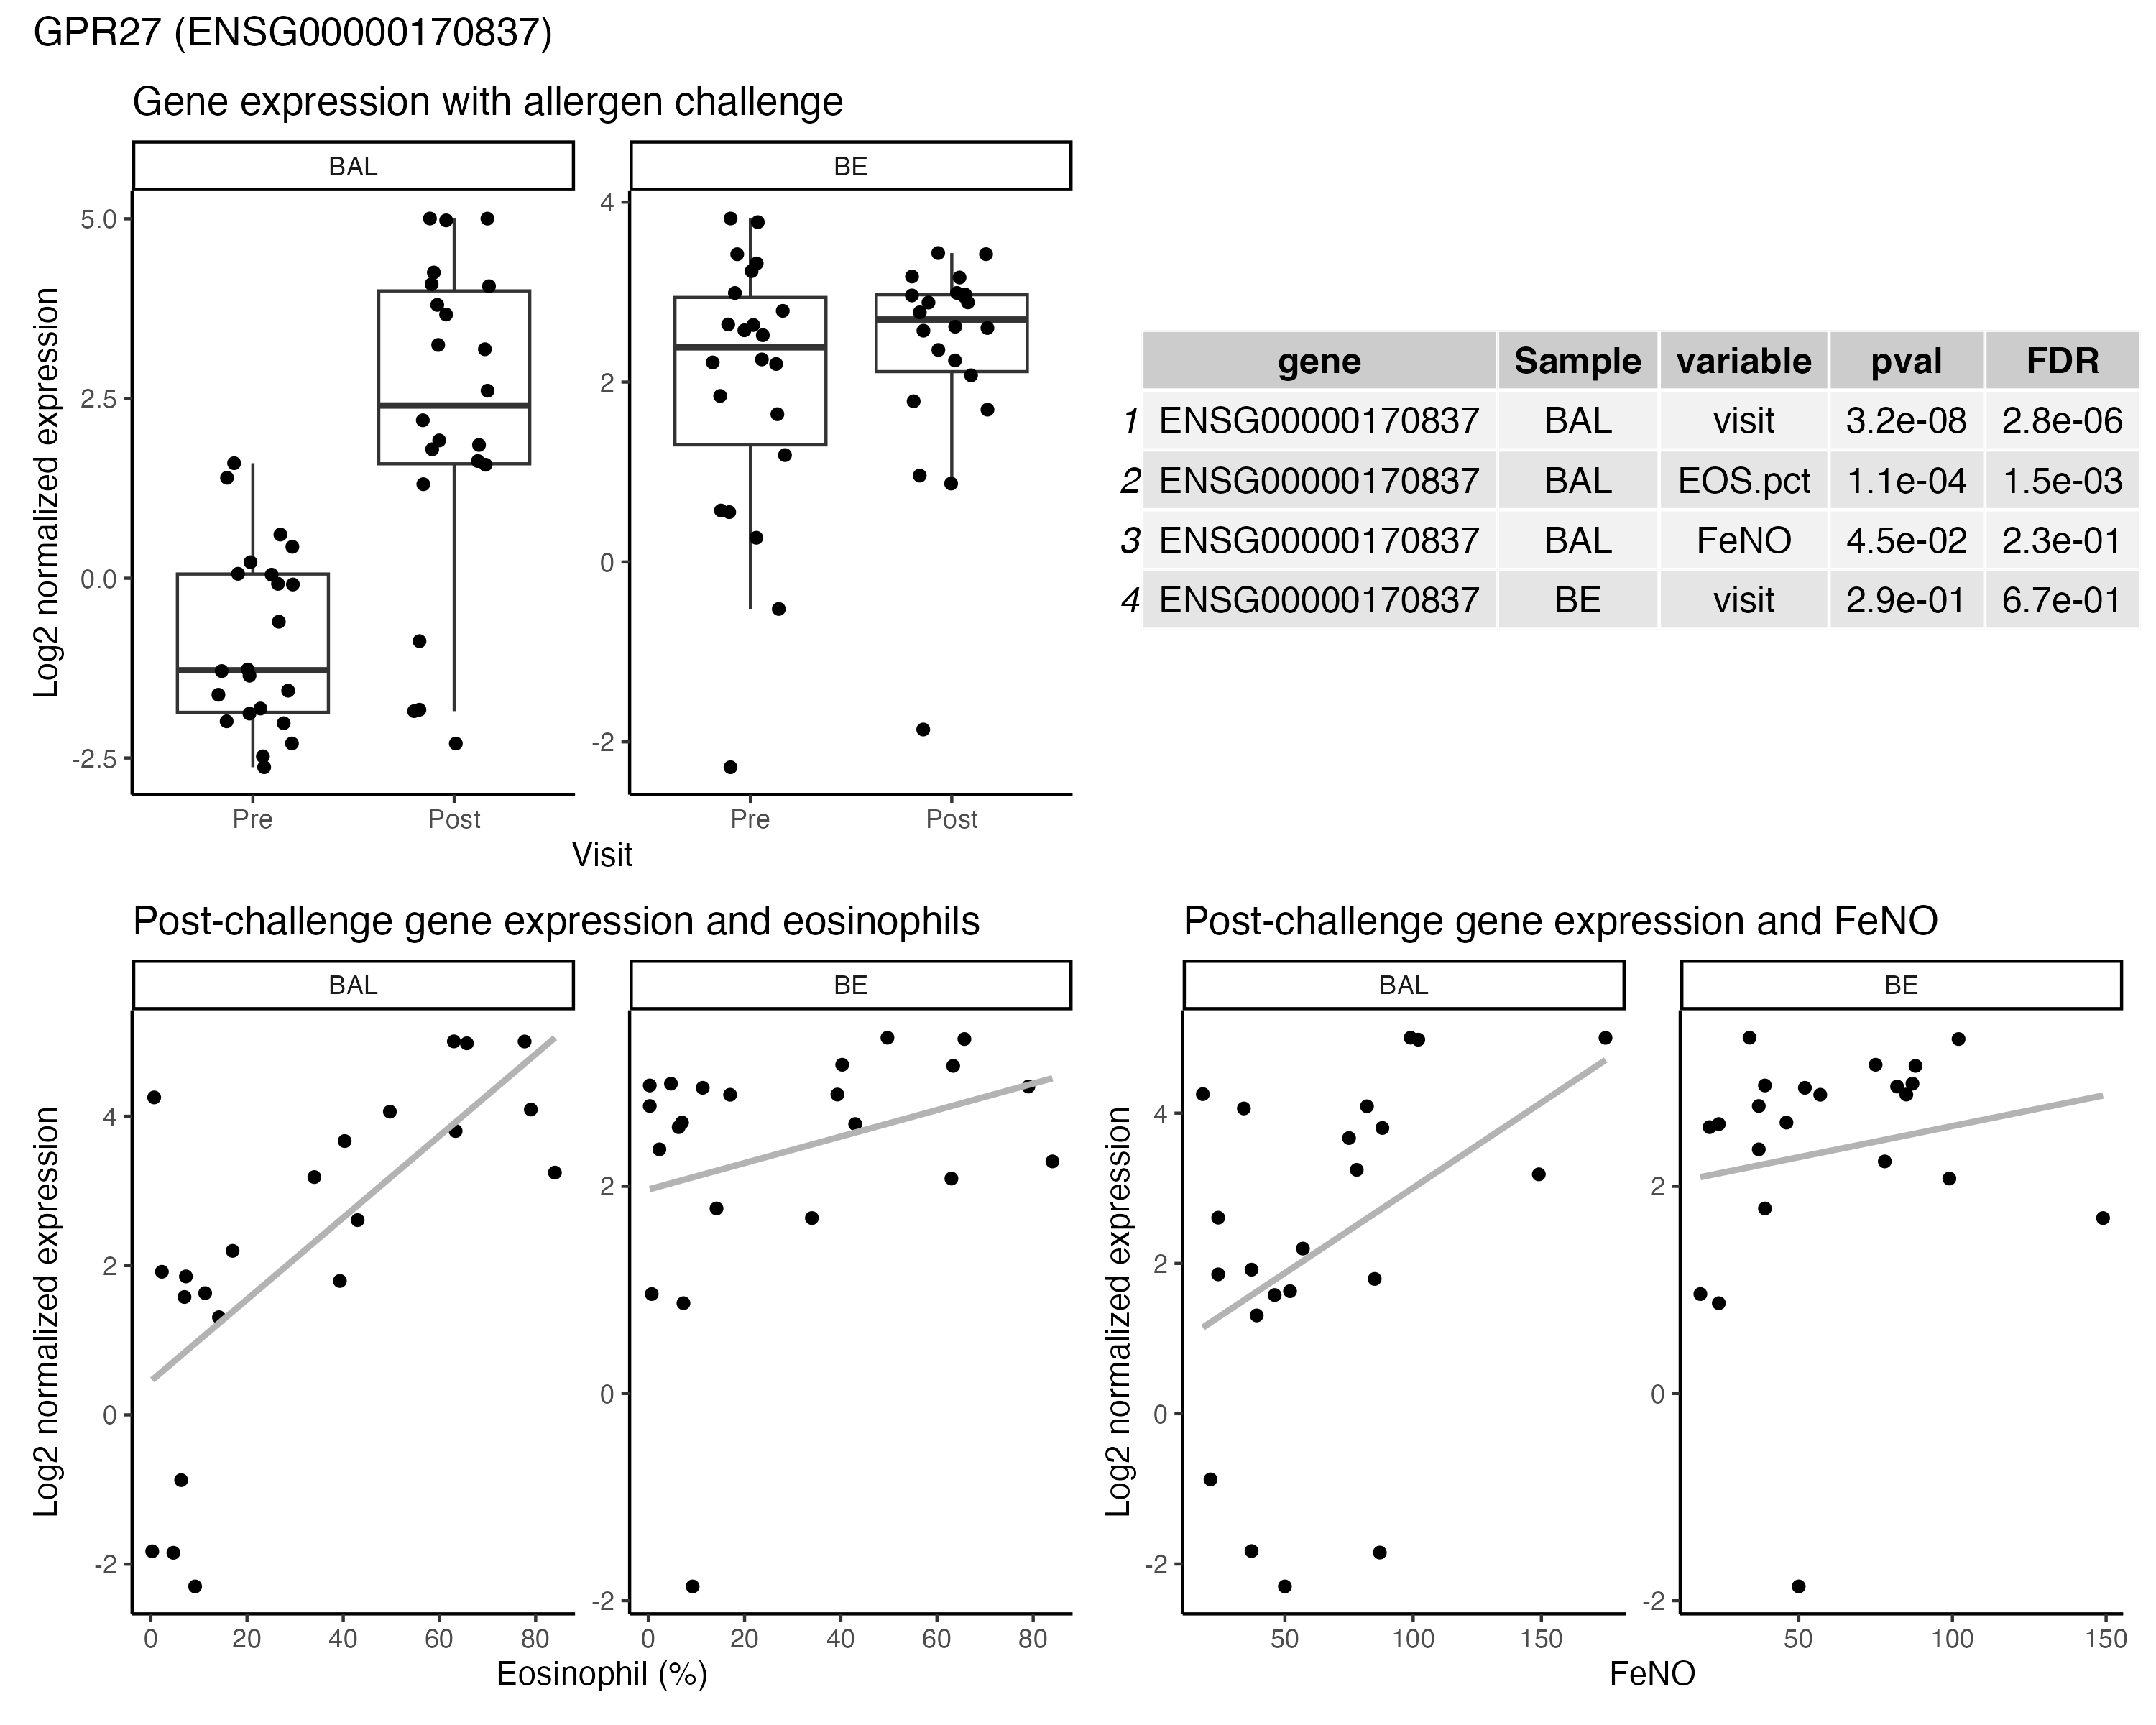 GPR27 (ENSG00000170837)
Gene expression with allergen challenge
BAL
BE
Log2 normalized expression
5.0
2.5
0.0
-2.5
4
2
0
-2
Pre
Post
Pre
Post
Visit
gene Sample variable pval FDR
1 ENSG00000170837 BAL visit 3.2e-08 2.8e-06
2 ENSG00000170837 BAL EOS.pct 1.1e-04 1.5e-03
3 ENSG00000170837 BAL FeNO 4.5e-02 2.3e-01
4 ENSG00000170837 BE visit 2.9e-01 6.7e-01
Post-challenge gene expression and eosinophils
BAL
BE
Log2 normalized expression
4
2
0
-2
2
0
-2
0 20 40 60 80
0 20 40 60 80
Eosinophil (%)
Post-challenge gene expression and FeNO
BAL
BE
Log2 normalized expression
4
2
0
-2
2
0
-2
50 100 150
50 100 150
FeNO